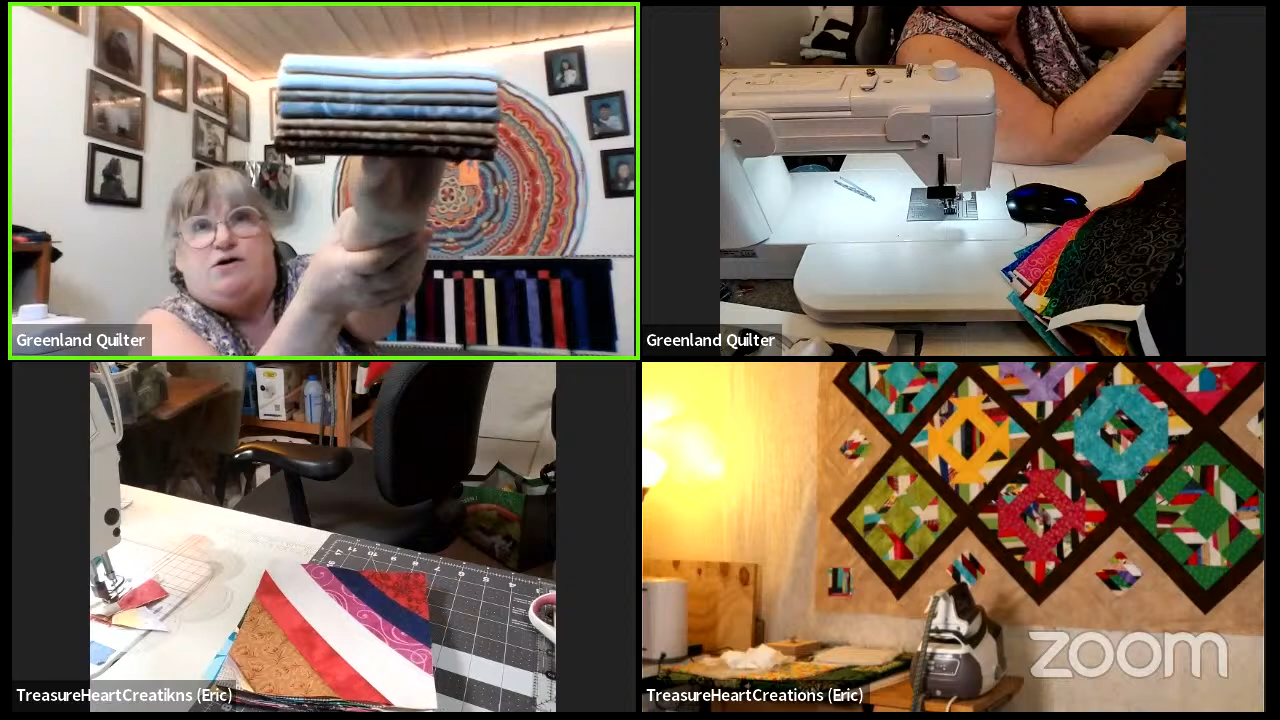 Greenland Quilter
Greenland Quilter
TreasureHeartCreatikns (Eric)
TreasureHeartCreations (Eric)
zoom